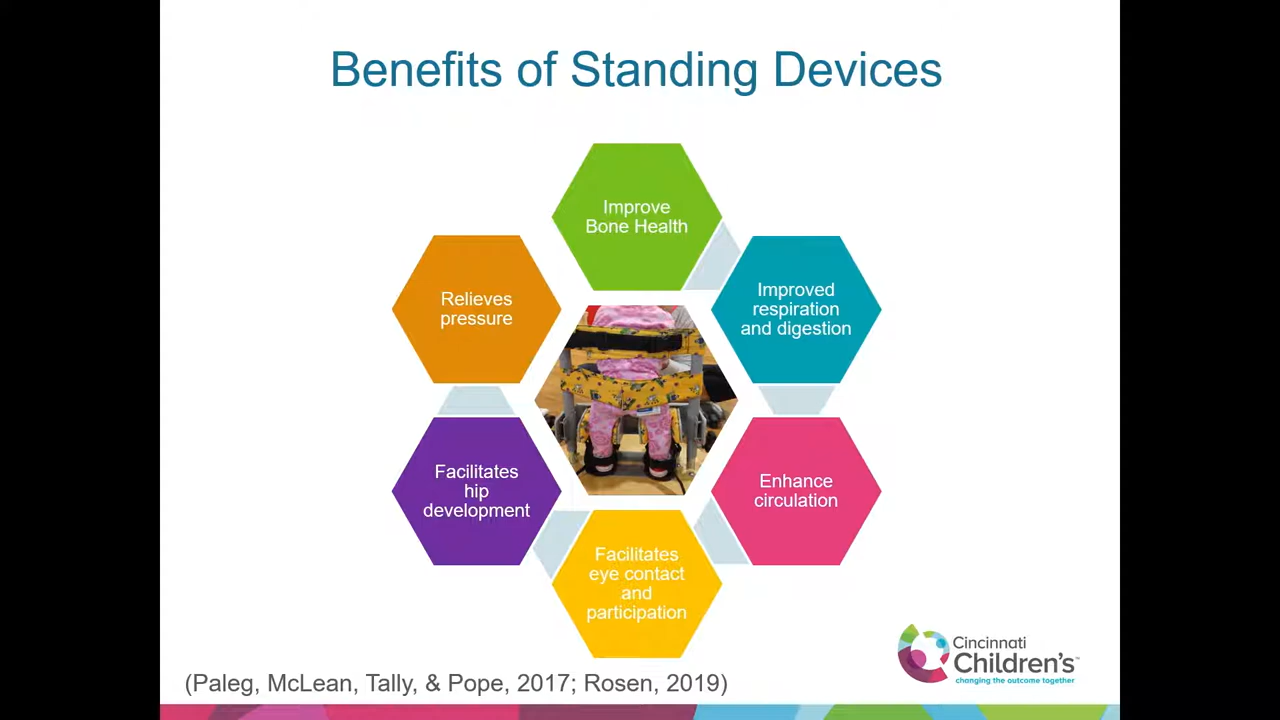 Benefits of Standing Devices
Improve
Bone Health
Improved
respiration
and digestion
Enhance
circulation
Facilitates
eye contact
and
participation
Facilitates
hip
development
Relieves
pressure
(Paleg, McLean, Tally, & Pope, 2017; Rosen, 2019)
Cincinnati
Children's™
changing the outcome together